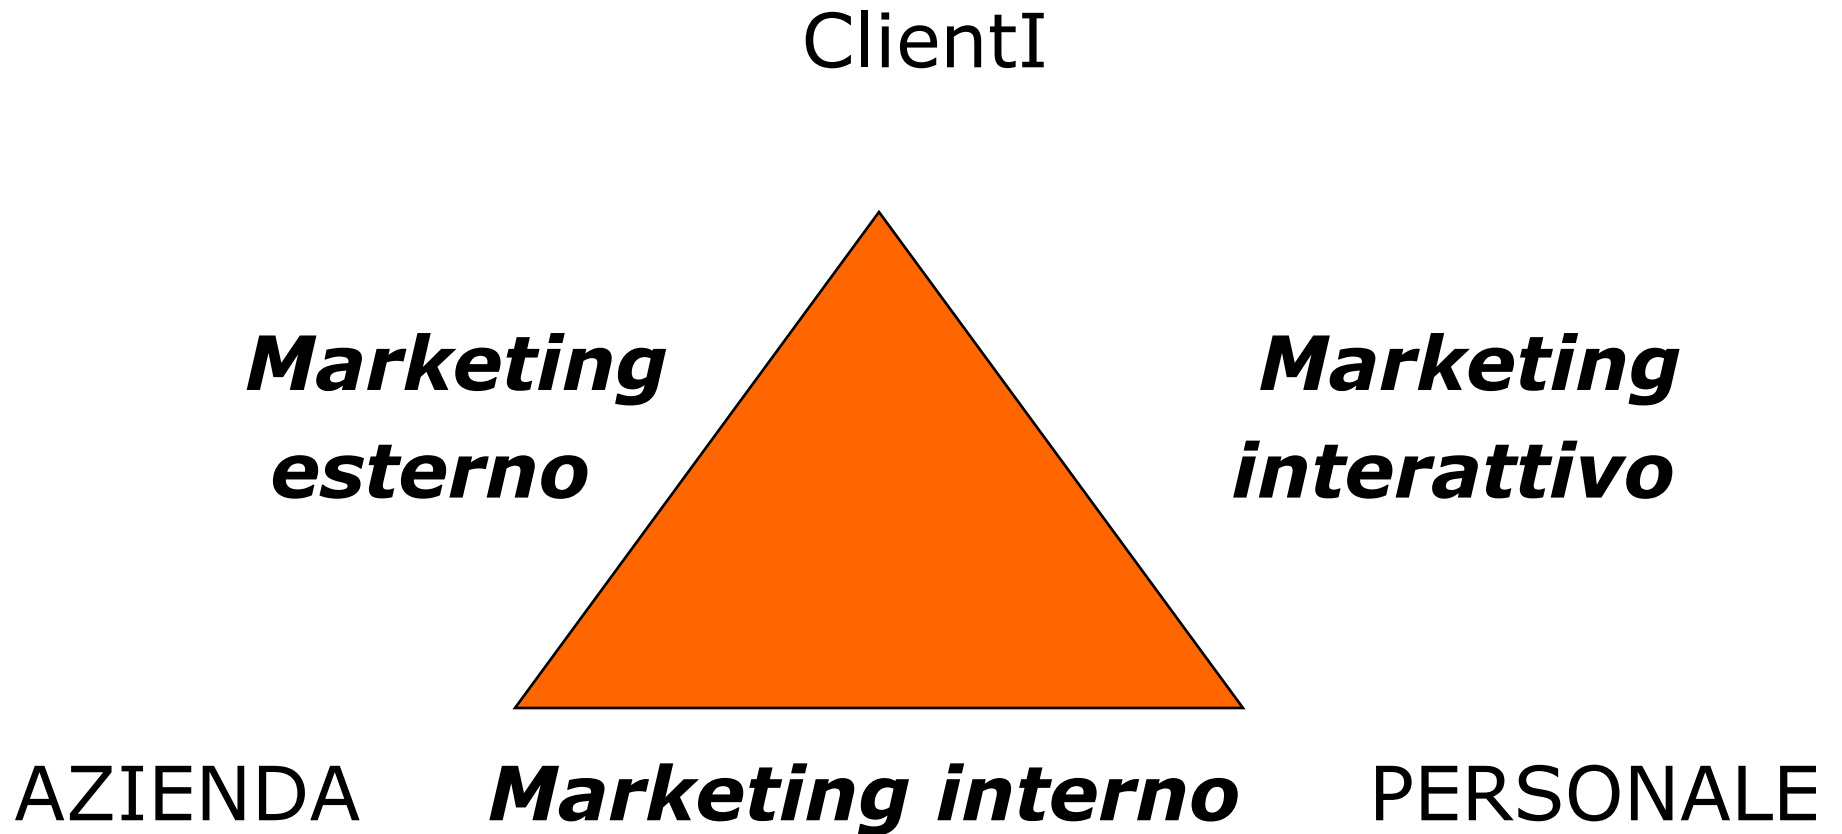 ClientI
Marketing
esterno
Marketing
interattivo
AZIENDA
Marketing interno
PERSONALE